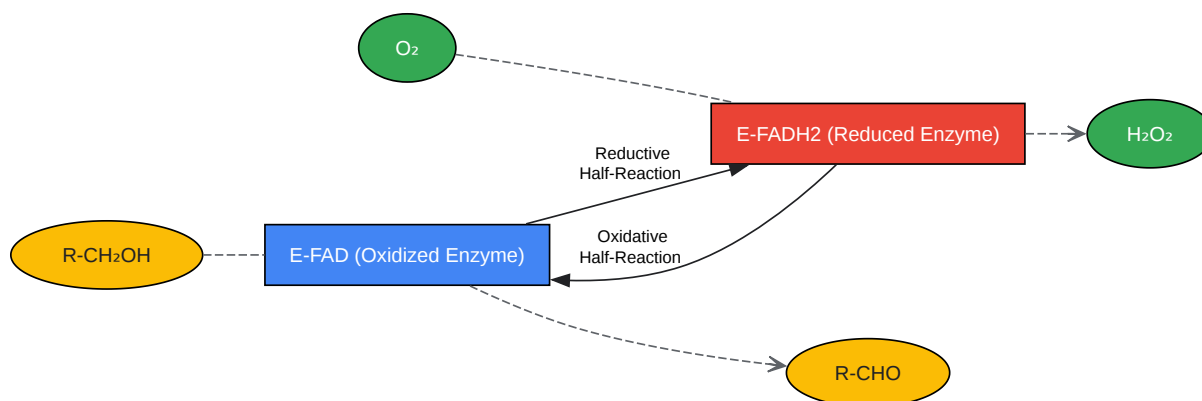 O₂
E-FADH2 (Reduced Enzyme)
H₂O₂
Reductive
Half-Reaction
R-CH₂OH
E-FAD (Oxidized Enzyme)
Oxidative
Half-Reaction
R-CHO